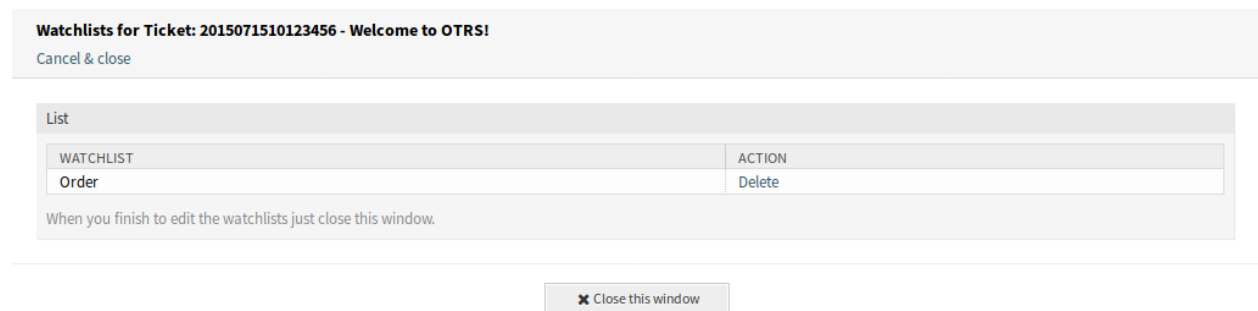 Watchlists for Ticket: 2015071510123456 - Welcome to OTRS!
Cancel & close
List
WATCHLIST ACTION
Order Delete
When you finish to edit the watchlists just close this window.
✖ Close this window